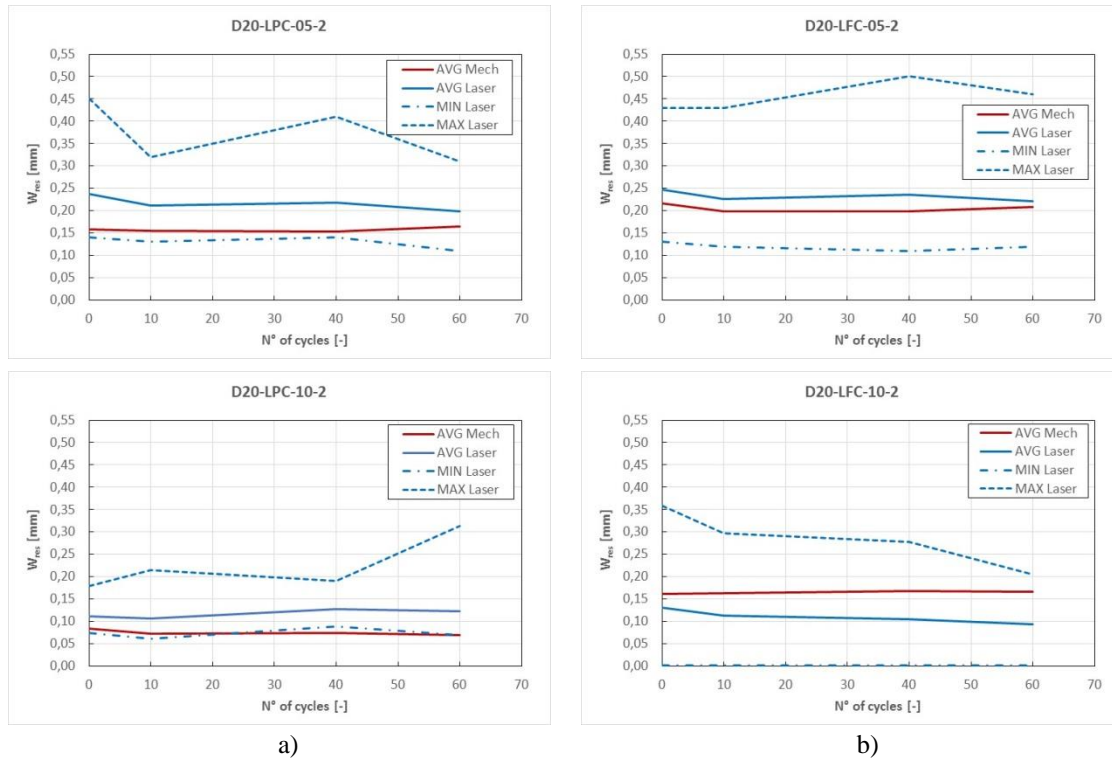 D20-LPC-05-2
0,55
0,50
0,45
0,40
0,35
0,30
0,25
0,20
0,15
0,10
0,05
0,00
Wres [mm]
AVG Mech
AVG Laser
MIN Laser
MAX Laser
0 10 20 30 40 50 60 70
N° of cycles [-]
D20-LFC-05-2
0,55
0,50
0,45
0,40
0,35
0,30
0,25
0,20
0,15
0,10
0,05
0,00
Wres [mm]
AVG Mech
AVG Laser
MIN Laser
MAX Laser
0 10 20 30 40 50 60 70
N° of cycles [-]
D20-LPC-10-2
0,55
0,50
0,45
0,40
0,35
0,30
0,25
0,20
0,15
0,10
0,05
0,00
Wres [mm]
AVG Mech
AVG Laser
MIN Laser
MAX Laser
0 10 20 30 40 50 60 70
N° of cycles [-]
D20-LFC-10-2
0,55
0,50
0,45
0,40
0,35
0,30
0,25
0,20
0,15
0,10
0,05
0,00
Wres [mm]
AVG Mech
AVG Laser
MIN Laser
MAX Laser
0 10 20 30 40 50 60 70
N° of cycles [-]
a) b)